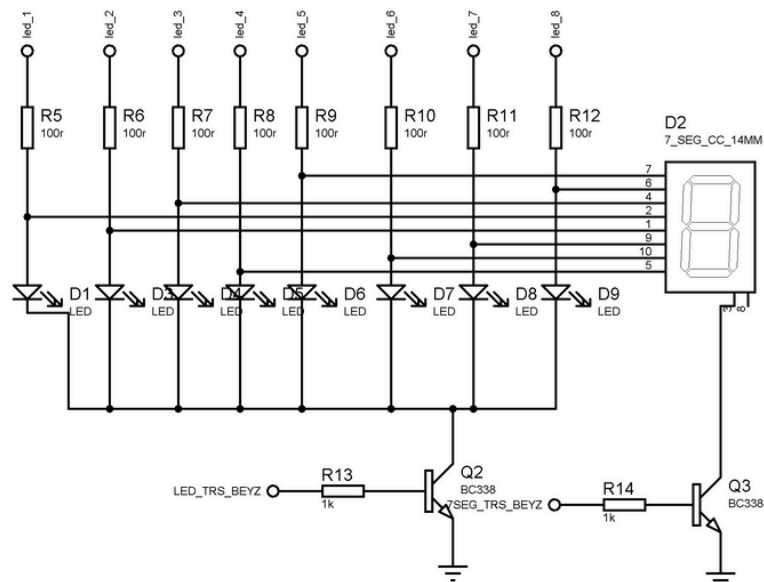 led_1
led_2
led_3
led_4
led_5
led_6
led_7
led_8
R5
100r
R6
100r
R7
100r
R8
100r
R9
100r
R10
100r
R11
100r
R12
100r
D2
7_SEG_CC_14MM
7
6
4
2
1
9
10
5
3
8
D1
LED
D3
LED
D4
LED
D5
LED
D6
LED
D7
LED
D8
LED
D9
LED
LED_TRS_BEYZ
R13
1k
Q2
BC338
7SEG_TRS_BEYZ
R14
1k
Q3
BC338